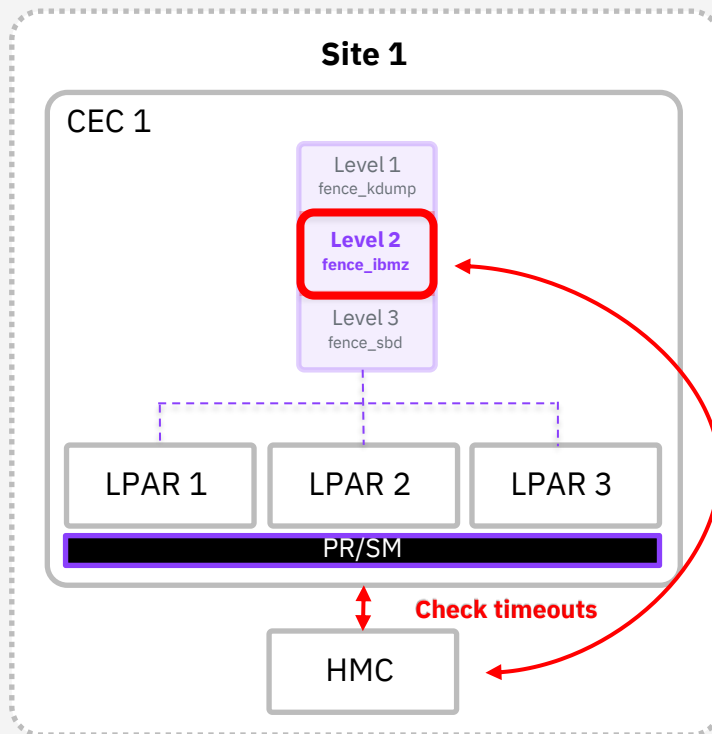 Site 1
CEC 1
Level 1
fence_kdump
Level 2
fence_ibmz
Level 3
fence_sbd
LPAR 1
LPAR 2
LPAR 3
PR/SM
Check timeouts
HMC